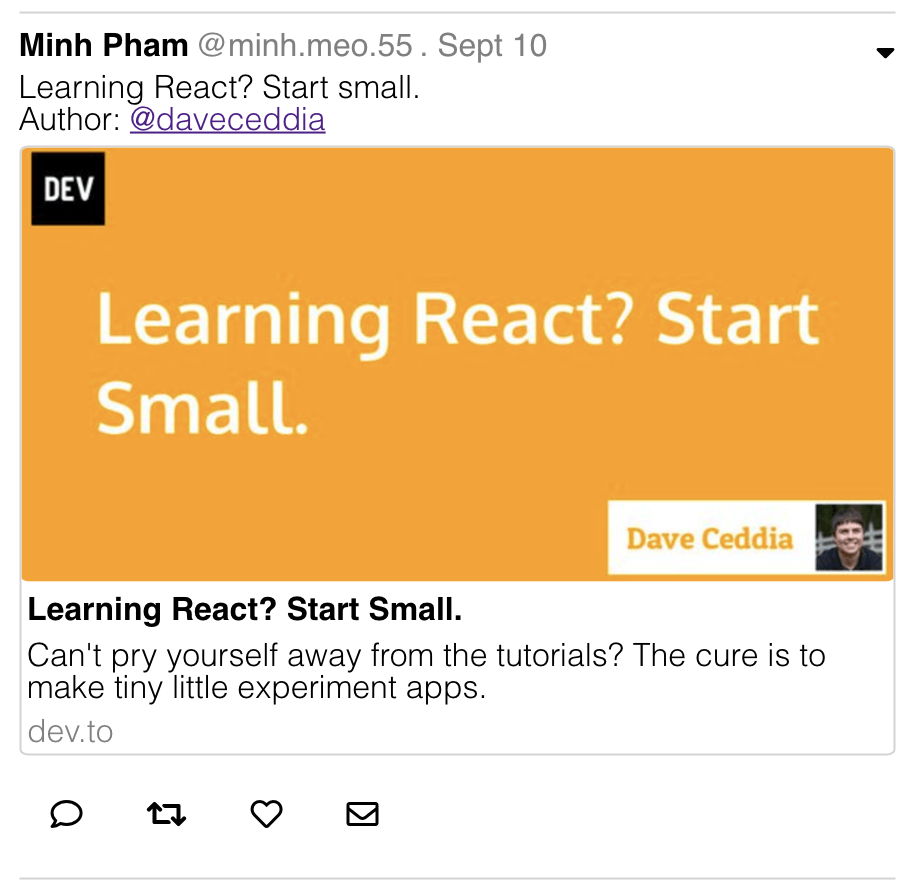 Minh Pham @minh.meo.55 . Sept 10
Learning React? Start small.
Author: @daveceddia
DEV
Learning React? Start
Small.
Dave Ceddia
Learning React? Start Small.
Can't pry yourself away from the tutorials? The cure is to
make tiny little experiment apps.
dev.to